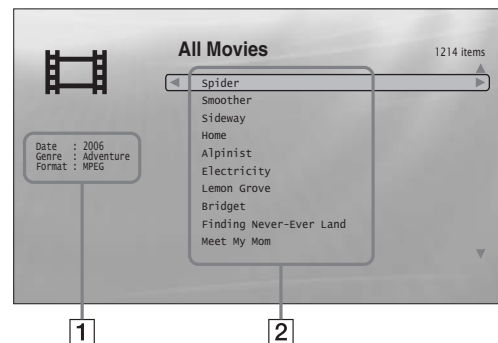 All Movies
1214 items
Spider
Smoother
Sideway
Home
Alpinist
Electricity
Lemon Grove
Bridget
Finding Never-Ever Land
Meet My Mom
Date : 2006
Genre : Adventure
Format : MPEG
1
2